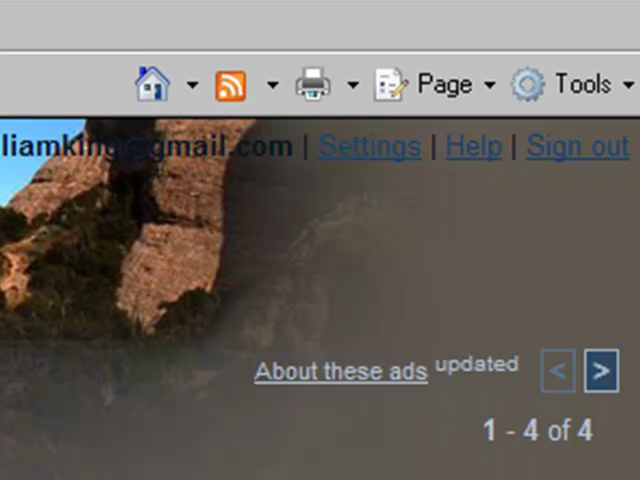 Page Tools
liamking@gmail.com | Settings | Help | Sign out
About these ads updated < >
1 - 4 of 4